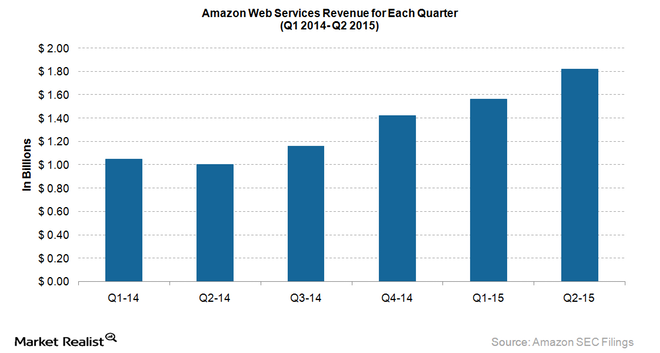 Amazon Web Services Revenue for Each Quarter
(Q1 2014-Q2 2015)
In Billions
$ 2.00
$ 1.80
$ 1.60
$ 1.40
$ 1.20
$ 1.00
$ 0.80
$ 0.60
$ 0.40
$ 0.20
$ 0.00
Q1-14 Q2-14 Q3-14 Q4-14 Q1-15 Q2-15
Market Realist
Source: Amazon SEC Filings